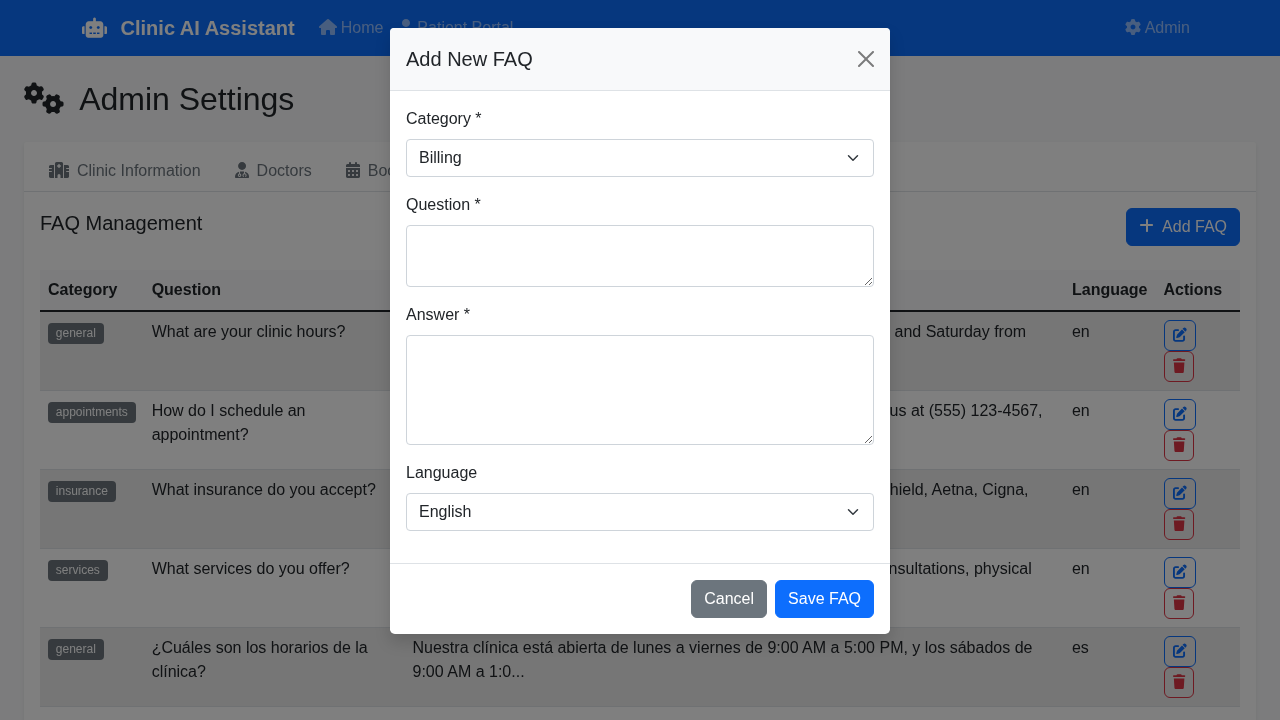 Clinic AI Assistant Home Patient Portal Admin
Add New FAQ
Admin Settings
Category *
Billing
Clinic Information Doctors
Question *
FAQ Management
Add FAQ
Category Question Language Actions
Answer *
general What are your clinic hours? and Saturday from en
appointments How do I schedule an us at (555) 123-4567, en
appointment?
Language
insurance What insurance do you accept? Aetna, Cigna, en
English
services What services do you offer? physical en
Cancel Save FAQ
general ¿Cuáles son los horarios de la Nuestra clínica está abierta de lunes a viernes de 9:00 AM a 5:00 PM, y los sábados de es
clínica? 9:00 AM a 1:0...